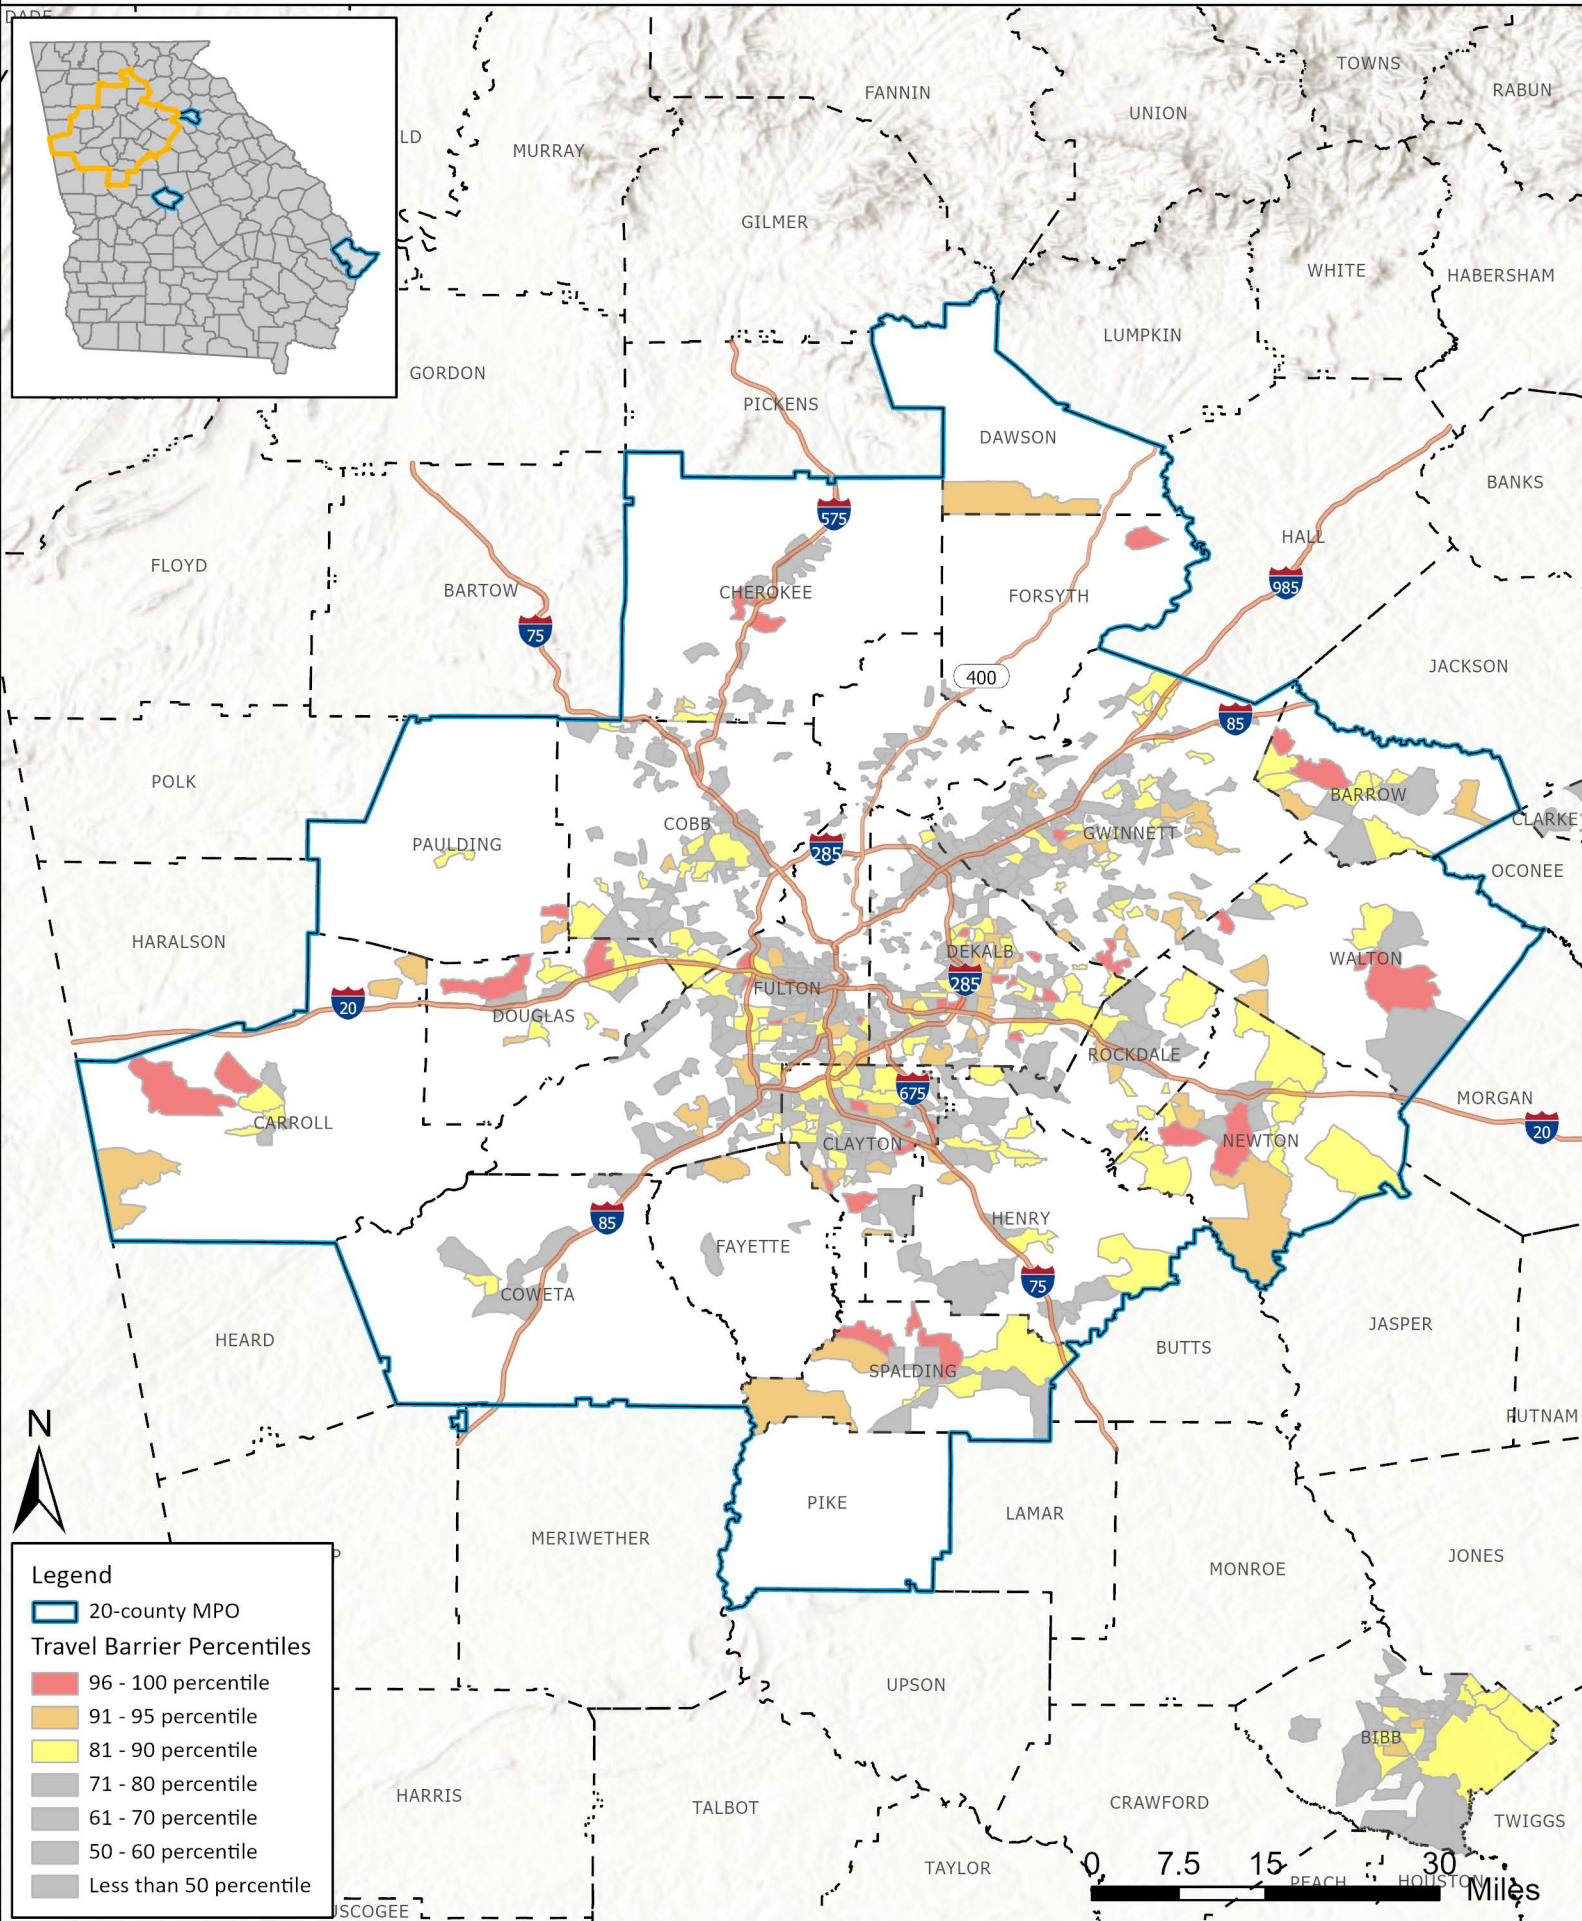 TOWNS
RABUN
FANNIN
UNION
MURRAY
GILMER
WHITE
HABERSHAM
LUMPKIN
GORDON
PICKENS
DAWSON
BANKS
575
HALL
FLOYD
985
BARTOW
CHEROKEE
FORSYTH
75
JACKSON
400
85
POLK
BARROW
CLARKE
COBB
GWINNETT
PAULDING
285
OCONEE
HARALSON
DEKALB
WALTON
285
FULTON
20
DOUGLAS
ROCKDALE
675
MORGAN
CARROLL
20
CLAYTON
NEWTON
85
HENRY
FAYETTE
75
COWETA
JASPER
HEARD
BUTTS
SPALDING
PUTNAM
N
PIKE
LAMAR
MERIWETHER
JONES
MONROE
Legend
20-county MPO
Travel Barrier Percentiles
96 - 100 percentile
91 - 95 percentile
81 - 90 percentile
71 - 80 percentile
61 - 70 percentile
50 - 60 percentile
Less than 50 percentile
UPSON
BIBB
HARRIS
TALBOT
CRAWFORD
TWIGGS
TAYLOR
0 7.5 15 30
Miles
PEACH
HOUSTON